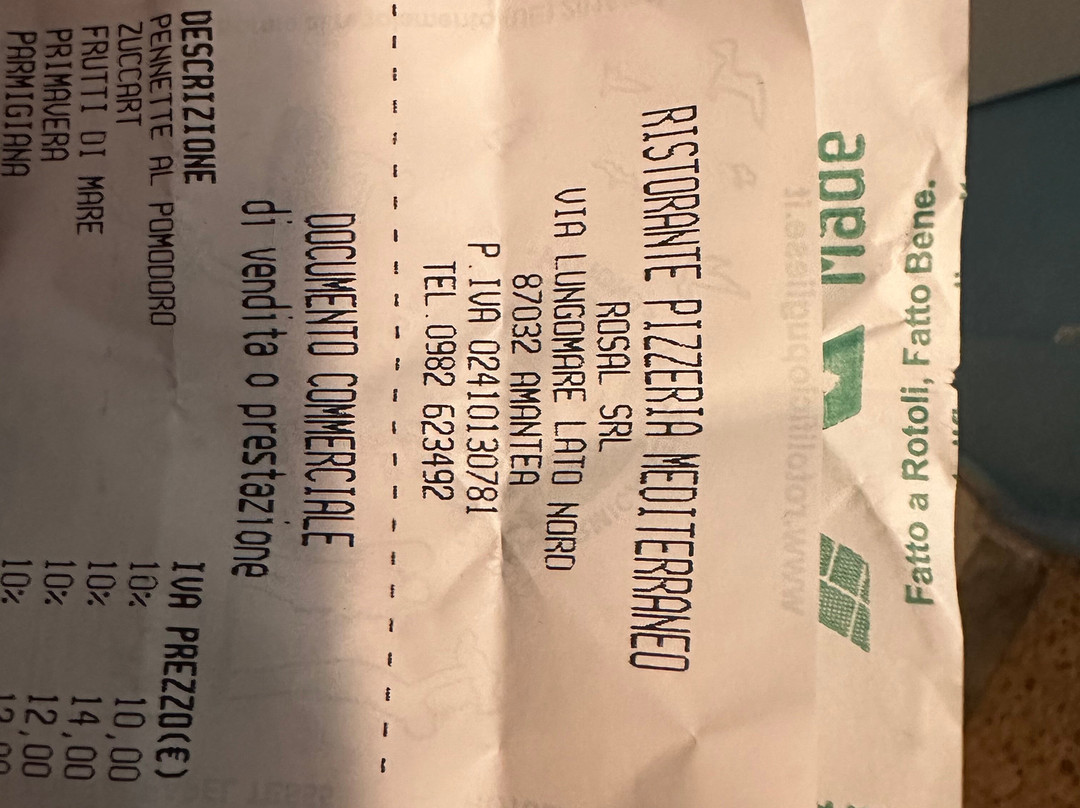 Made
Fatto a Rotoli, Fatto Bene.
RISTORANTE PIZZERIA MEDITERRANEO
ROSAL SRL
VIA LUNGOMARE LATO NORD
87032 AMANTEA
P.IVA 02410130781
TEL.0982 623492
DOCUMENTO COMMERCIALE
di vendita o prestazione
DESCRIZIONE IVA PREZZO(€)
PENNETTE AL POMODORO 10% 10,00
ZUCCART
FRUTTI DI MARE 10% 14,00
PRIMAVERA 10% 12,00
PARMIGIANA 10%